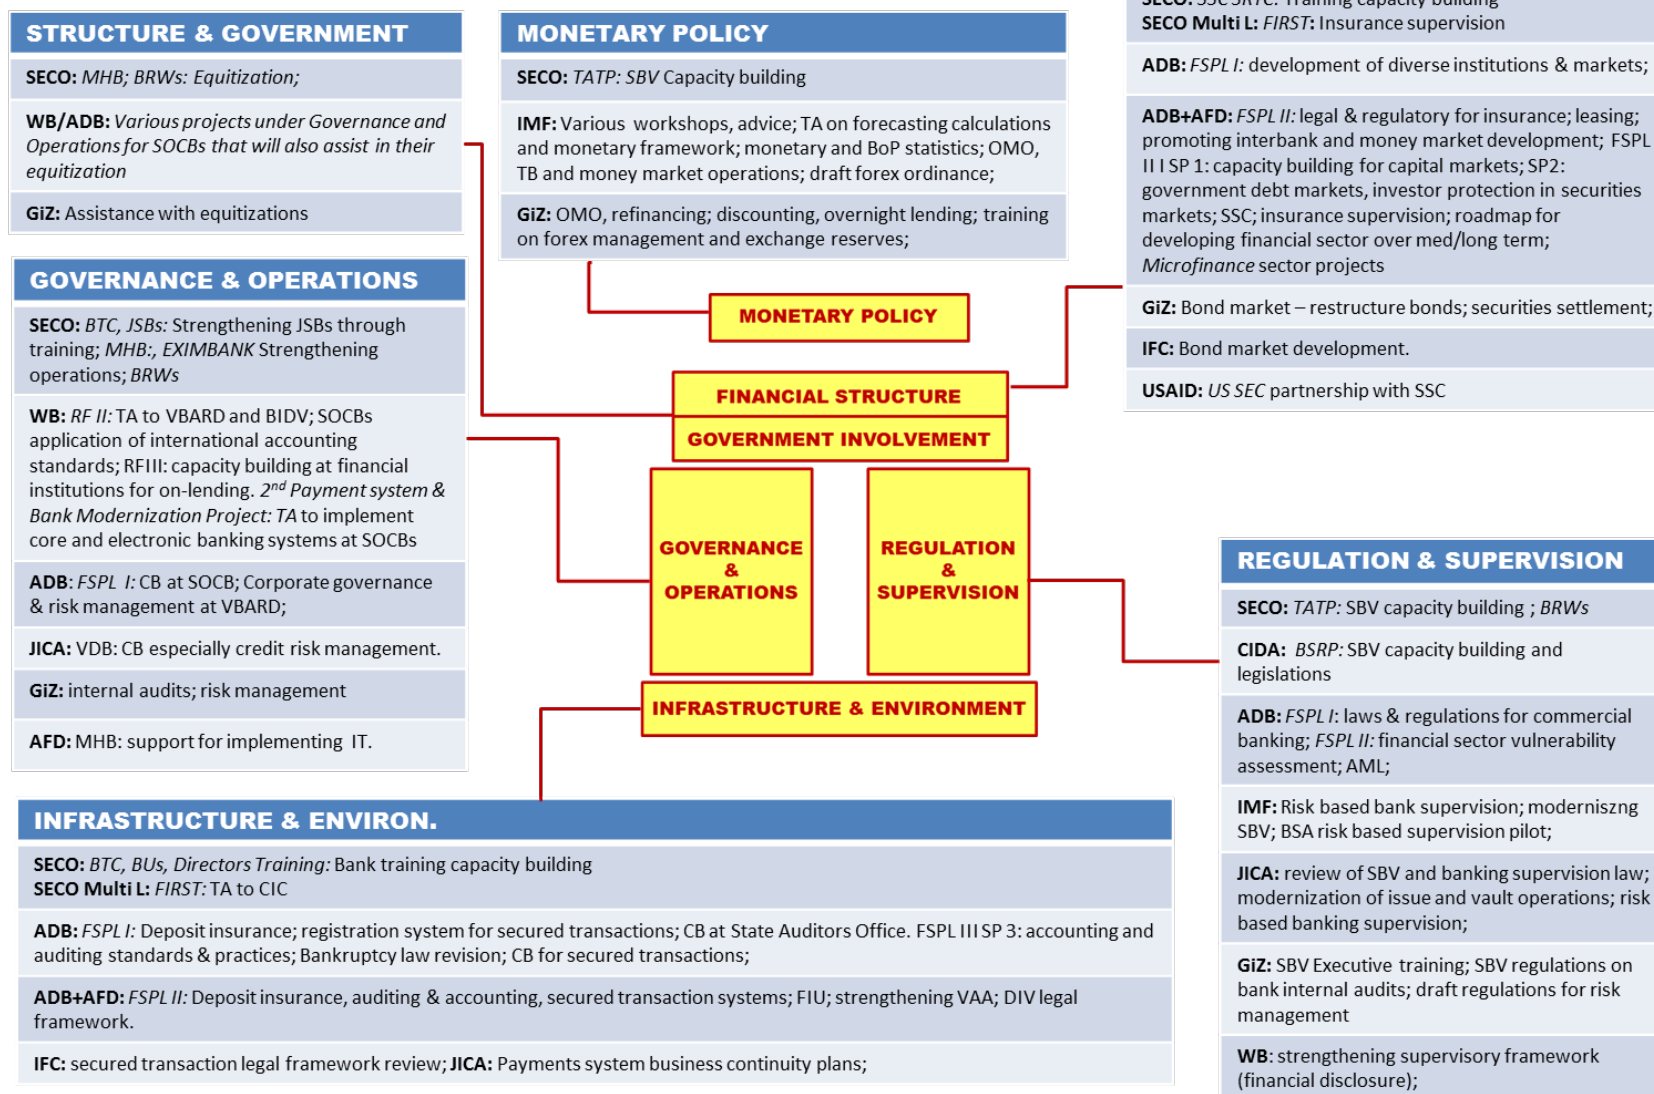 STRUCTURE & GOVERNMENT
SECO: MHB; BRWs: Equitization;
WB/ADB: Various projects under Governance and
Operations for SOCBs that will also assist in their
equitization
GiZ: Assistance with equitizations
MONETARY POLICY
SECO: TATP: SBV Capacity building
IMF: Various workshops, advice; TA on forecasting calculations
and monetary framework; monetary and BoP statistics; OMO,
TB and money market operations; draft forex ordinance;
GiZ: OMO, refinancing; discounting, overnight lending; training
on forex management and exchange reserves;
SECO: SSC SRTC: Training capacity building
SECO Multi L: FIRST: Insurance supervision
ADB: FSPL I: development of diverse institutions & markets;
ADB+AFD: FSPL II: legal & regulatory for insurance; leasing;
promoting interbank and money market development; FSPL
II I SP 1: capacity building for capital markets; SP2:
government debt markets, investor protection in securities
markets; SSC; insurance supervision; roadmap for
developing financial sector over med/long term;
Microfinance sector projects
GiZ: Bond market – restructure bonds; securities settlement;
IFC: Bond market development.
USAID: US SEC partnership with SSC
GOVERNANCE & OPERATIONS
SECO: BTC, JSBs: Strengthening JSBs through
training; MHB:, EXIMBANK Strengthening
operations; BRWs
WB: RF II: TA to VBARD and BIDV; SOCBs
application of international accounting
standards; RFIII: capacity building at financial
institutions for on-lending. 2nd Payment system &
Bank Modernization Project: TA to implement
core and electronic banking systems at SOCBs
ADB: FSPL I: CB at SOCB; Corporate governance
& risk management at VBARD;
JICA: VDB: CB especially credit risk management.
GiZ: internal audits; risk management
AFD: MHB: support for implementing IT.
MONETARY POLICY
FINANCIAL STRUCTURE
GOVERNMENT INVOLVEMENT
GOVERNANCE
&
OPERATIONS
REGULATION
&
SUPERVISION
INFRASTRUCTURE & ENVIRONMENT
REGULATION & SUPERVISION
SECO: TATP: SBV capacity building ; BRWs
CIDA: BSRP: SBV capacity building and
legislations
ADB: FSPL I: laws & regulations for commercial
banking; FSPL II: financial sector vulnerability
assessment; AML;
IMF: Risk based bank supervision; moderniszng
SBV; BSA risk based supervision pilot;
JICA: review of SBV and banking supervision law;
modernization of issue and vault operations; risk
based banking supervision;
GiZ: SBV Executive training; SBV regulations on
bank internal audits; draft regulations for risk
management
WB: strengthening supervisory framework
(financial disclosure);
INFRASTRUCTURE & ENVIRON.
SECO: BTC, BUs, Directors Training: Bank training capacity building
SECO Multi L: FIRST: TA to CIC
ADB: FSPL I: Deposit insurance; registration system for secured transactions; CB at State Auditors Office. FSPL III SP 3: accounting and
auditing standards & practices; Bankruptcy law revision; CB for secured transactions;
ADB+AFD: FSPL II: Deposit insurance, auditing & accounting, secured transaction systems; FIU; strengthening VAA; DIV legal
framework.
IFC: secured transaction legal framework review; JICA: Payments system business continuity plans;